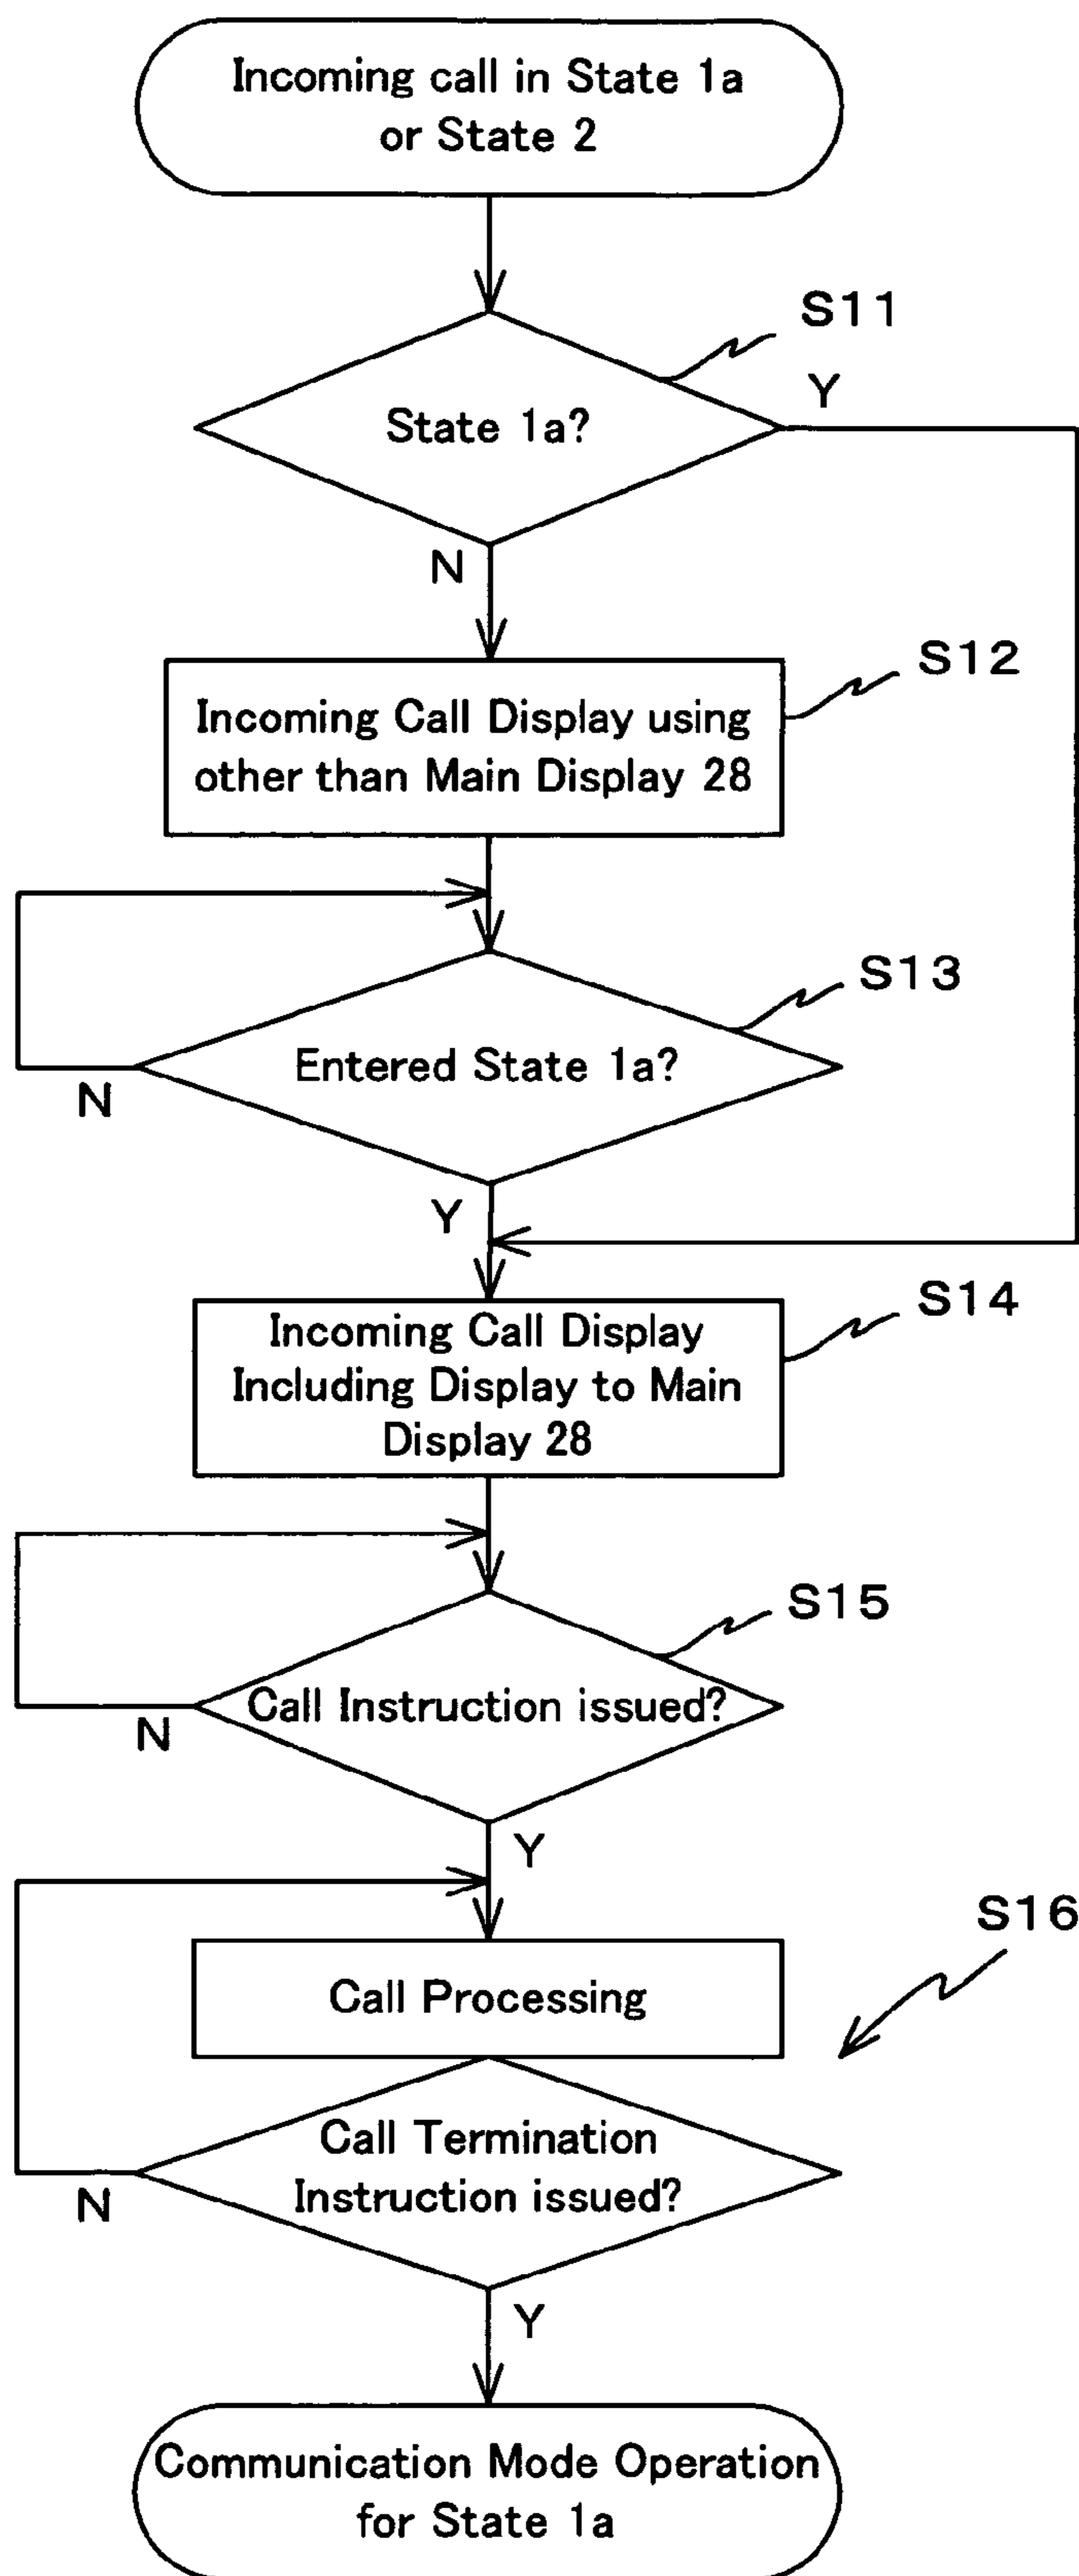 Incoming call in State 1a
or State 2
S11
State 1a?
Y
N
S12
Incoming Call Display using
other than Main Display 28
S13
Entered State 1a?
N
Y
S14
Incoming Call Display
Including Display to Main
Display 28
S15
Call Instruction issued?
N
Y
S16
Call Processing
Call Termination
Instruction issued?
N
Y
Communication Mode Operation
for State 1a